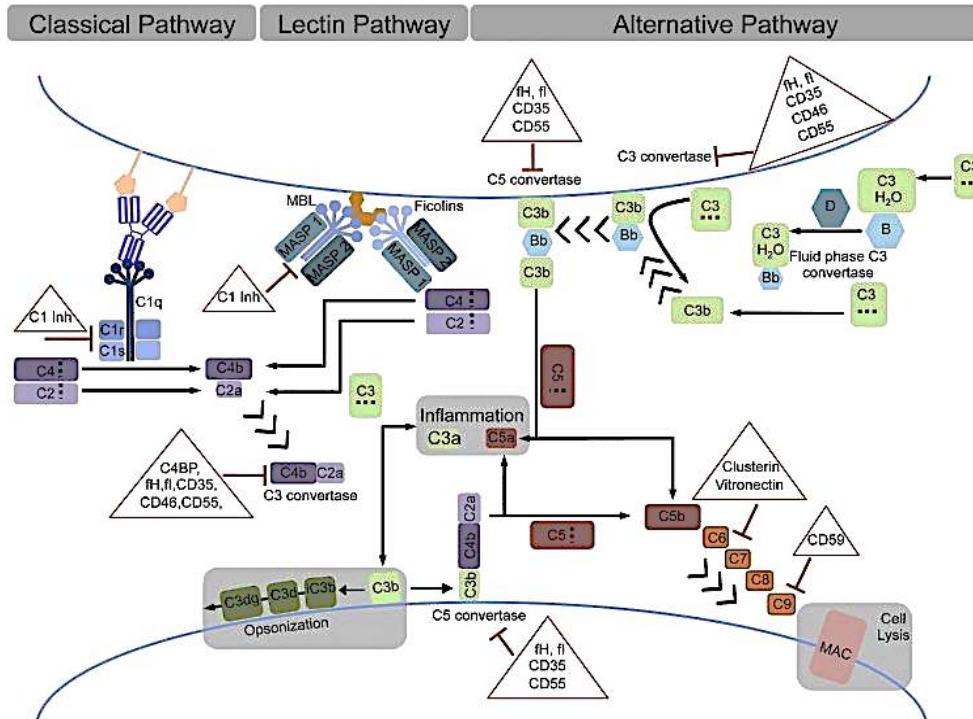 Classical Pathway
Lectin Pathway
Alternative Pathway
fH, fI
CD35
CD55
fH, fI
CD35
CD46
CD55
C3 convertase
C5 convertase
C3
C3
H₂O
D
B
C3
H₂O
Bb
Fluid phase C3
convertase
C3b
Bb
C3b
C3b
Bb
C3
C3b
C3
MBL
Ficolins
MASP 1
MASP 2
MASP 1
MASP 2
C1 Inh
C1 Inh
C1q
C1r
C1s
C4
C2
C4
C2
C4b
C2a
C3
C5
Inflammation
C3a
C5a
C4BP,
fH,fI,CD35,
CD46,CD55,
C4b
C2a
C3 convertase
C2a
C4b
C3b
C5
C5b
Clusterin
Vitronectin
C6
C7
C8
C9
CD59
C3dg
C3d
iC3b
C3b
Opsonization
C5 convertase
fH, fI
CD35
CD55
MAC
Cell
Lysis